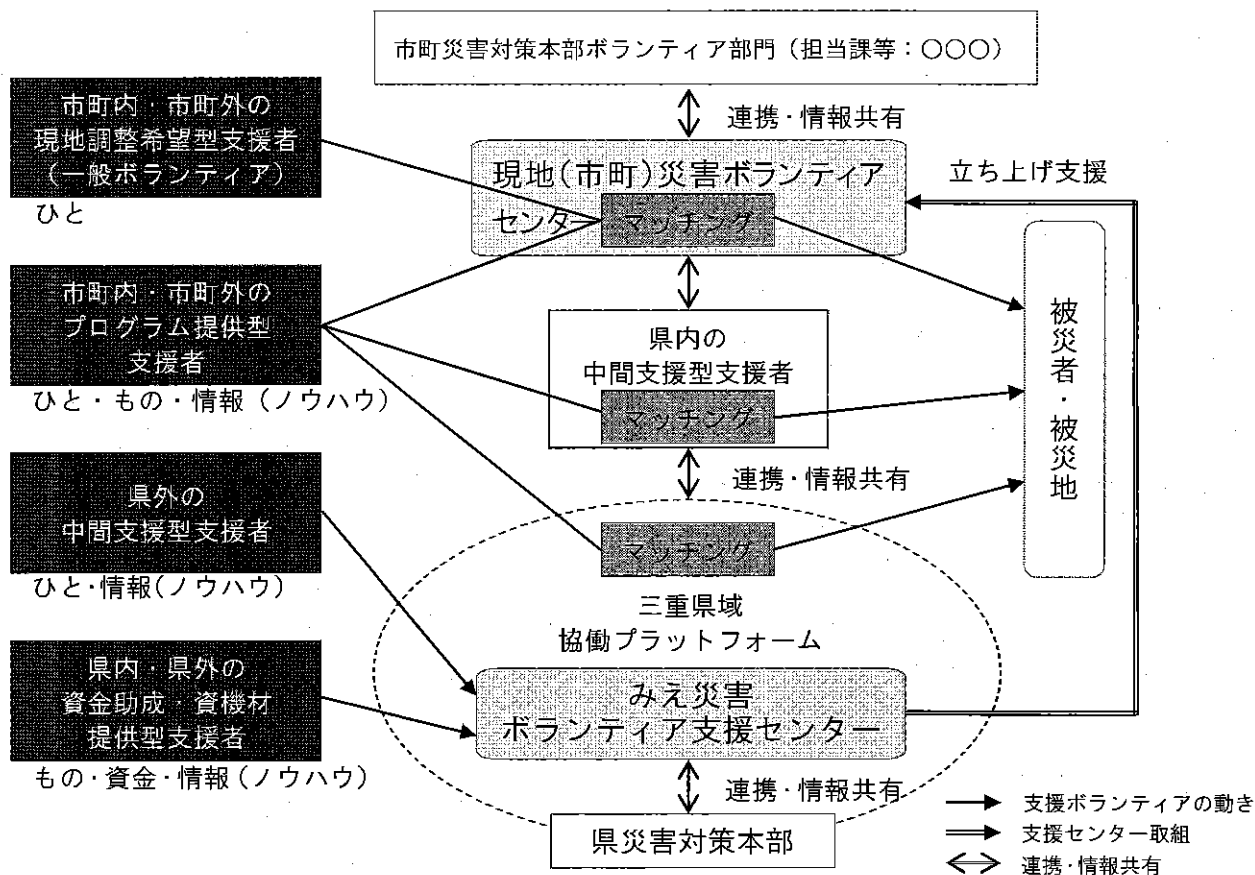 市町災害対策本部ボランティア部門（担当課等：○○○）
連携・情報共有
市町内・市町外の
現地調整希望型支援者
（一般ボランティア）
ひと
現地（市町）災害ボランティア
センター
マッチング
立ち上げ支援
市町内・市町外の
プログラム提供型
支援者
ひと・もの・情報（ノウハウ）
県内の
中間支援型支援者
マッチング
被災者・被災地
連携・情報共有
県外の
中間支援型支援者
ひと・情報（ノウハウ）
マッチング
三重県域
協働プラットフォーム
県内・県外の
資金助成・資機材
提供型支援者
もの・資金・情報（ノウハウ）
みえ災害
ボランティア支援センター
連携・情報共有
県災害対策本部
支援ボランティアの動き
支援センター取組
連携・情報共有